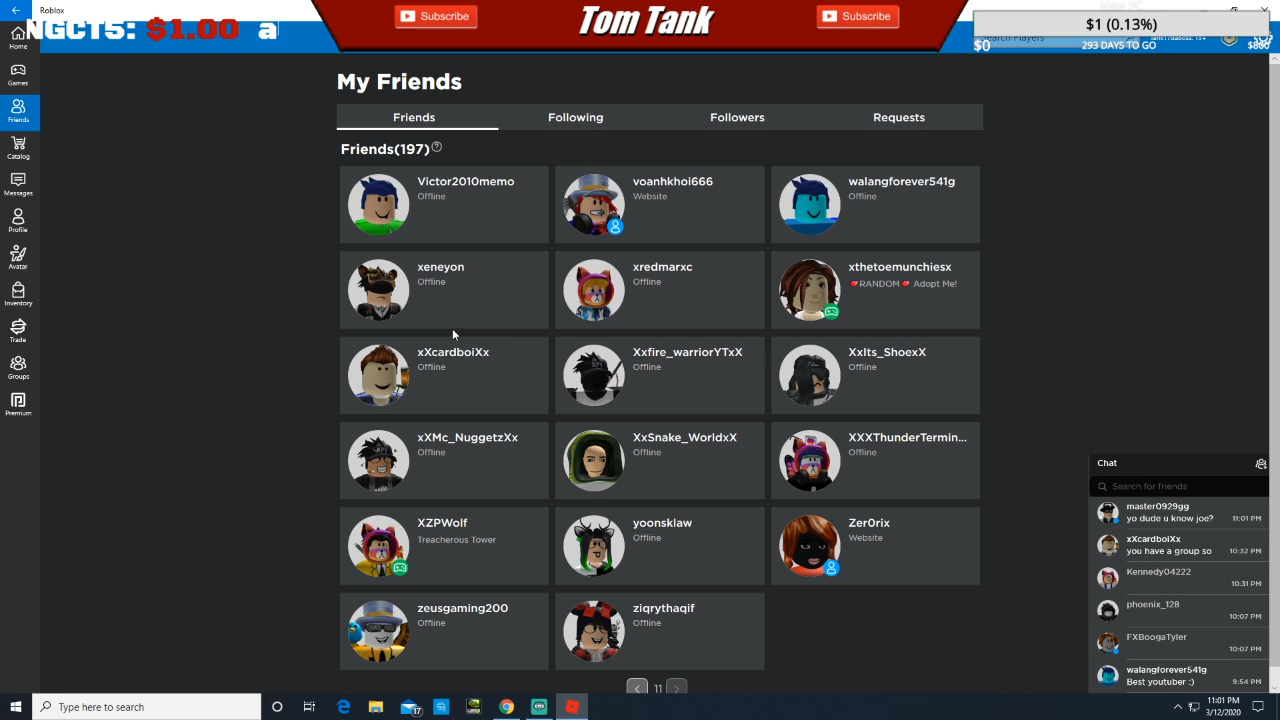 Roblox
NGCT5: $1.00 a
Subscribe
Tom Tank
Subscribe
New PC
$1 (0.13%)
$0
293 DAYS TO GO
$800
Search Players
Home
Games
Friends
Catalog
Messages
Profile
Avatar
Inventory
Trade
Groups
Premium
My Friends
Friends
Following
Followers
Requests
Friends(197)
Victor2010memo
Offline
voanhkhoi666
Website
walangforever541g
Offline
xeneyon
Offline
xredmarxc
Offline
xthetoemunchiesx
RANDOM Adopt Me!
xXcardboiXx
Offline
Xxfire_warriorYTxX
Offline
XxIts_ShoexX
Offline
xXMc_NuggetzXx
Offline
XxSnake_WorldxX
Offline
XXXThunderTermin...
Offline
XZPWolf
Treacherous Tower
yoonsklaw
Offline
Zer0rix
Website
zeusgaming200
Offline
ziqrythaqif
Offline
11
Chat
Search for friends
master0929gg
yo dude u know joe?
11:01 PM
xXcardboiXx
you have a group so
10:32 PM
Kennedy04222
10:31 PM
phoenix_128
10:07 PM
FXBoogaTyler
10:07 PM
walangforever541g
Best youtuber :)
9:54 PM
Type here to search
17
11:01 PM
3/12/2020